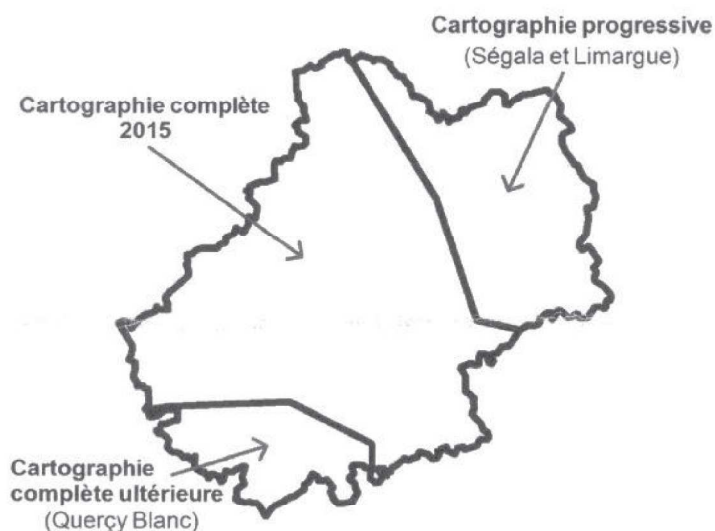 Cartographie progressive
(Ségala et Limargue)
Cartographie complète
2015
Cartographie
complète ultérieure
(Querçy Blanc)